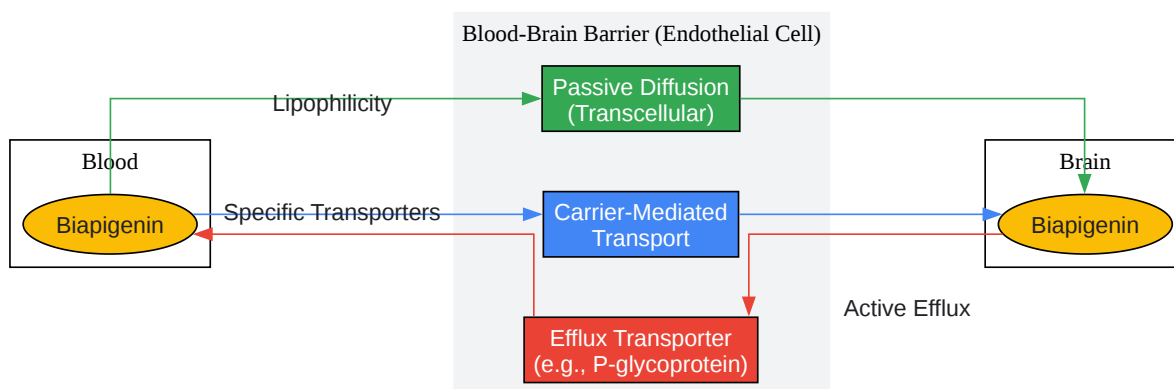 Blood-Brain Barrier (Endothelial Cell)
Passive Diffusion
(Transcellular)
Lipophilicity
Blood
Brain
Biapigenin
Specific Transporters
Carrier-Mediated
Transport
Biapigenin
Active Efflux
Efflux Transporter
(e.g., P-glycoprotein)